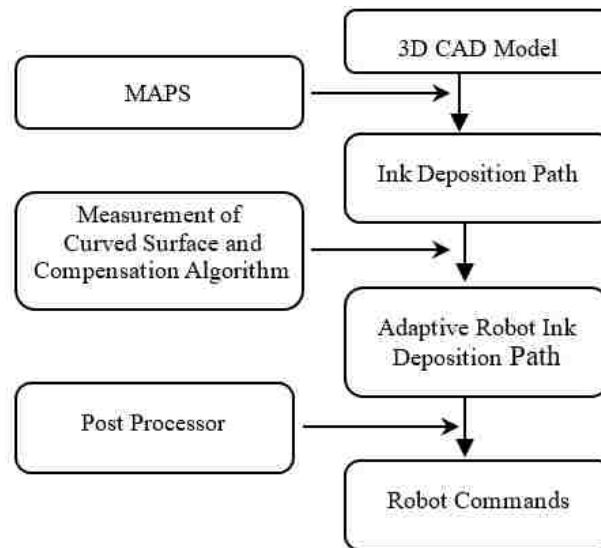 3D CAD Model
MAPS
Ink Deposition Path
Measurement of
Curved Surface and
Compensation Algorithm
Adaptive Robot Ink
Deposition Path
Post Processor
Robot Commands